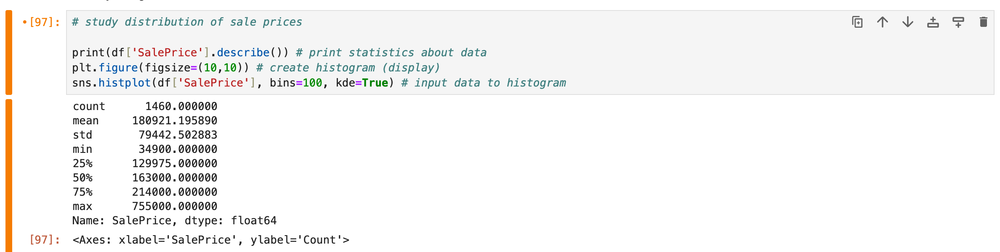 [97]: # study distribution of sale prices
print(df['SalePrice'].describe()) # print statistics about data
plt.figure(figsize=(10,10)) # create histogram (display)
sns.histplot(df['SalePrice'], bins=100, kde=True) # input data to histogram
count 1460.000000
mean 180921.195890
std 79442.502883
min 34900.000000
25% 129975.000000
50% 163000.000000
75% 214000.000000
max 755000.000000
Name: SalePrice, dtype: float64
[97]: <Axes: xlabel='SalePrice', ylabel='Count'>